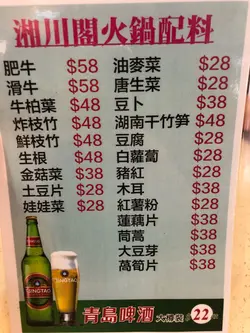 湘川閣火鍋配料
肥牛 $58
滑牛 $58
牛柏葉 $48
炸枝竹 $48
鮮枝竹 $48
生根 $48
金菇菜 $38
土豆片 $28
娃娃菜 $28
油麥菜 $28
唐生菜 $28
豆卜 $38
湖南干竹笋 $48
豆腐 $28
白蘿蔔 $28
豬紅 $28
木耳 $38
紅薯粉 $28
蓮藕片 $38
茼蒿 $38
大豆芽 $38
萵筍片 $38
TSINGTAO
青島啤酒 大樽裝 22